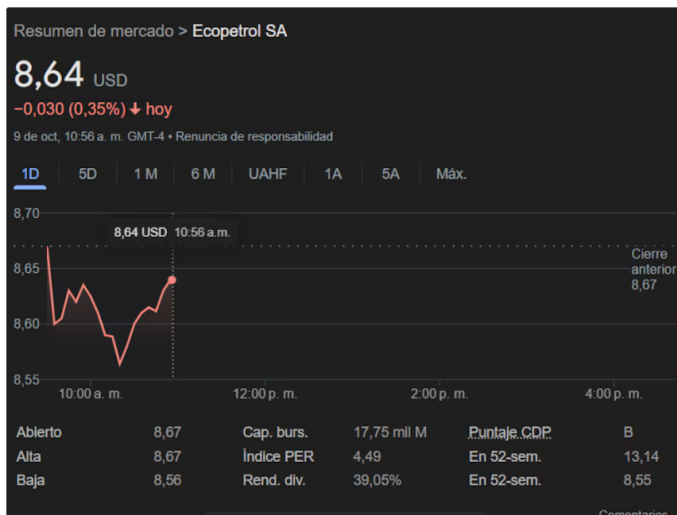 Resumen de mercado > Ecopetrol SA
8,64 USD
−0,030 (0,35%) ↓ hoy
9 de oct, 10:56 a. m. GMT-4 • Renuncia de responsabilidad
1D 5D 1 M 6 M UAHF 1A 5A Máx.
8,70
8,64 USD 10:56 a.m.
Cierre
anterior
8,67
8,65
8,60
8,55
10:00 a. m. 12:00 p. m. 2:00 p. m. 4:00 p. m.
Abierto 8,67 Cap. burs. 17,75 mil M Puntaje CDP B
Alta 8,67 Índice PER 4,49 En 52-sem. 13,14
Baja 8,56 Rend. div. 39,05% En 52-sem. 8,55
Comentarios